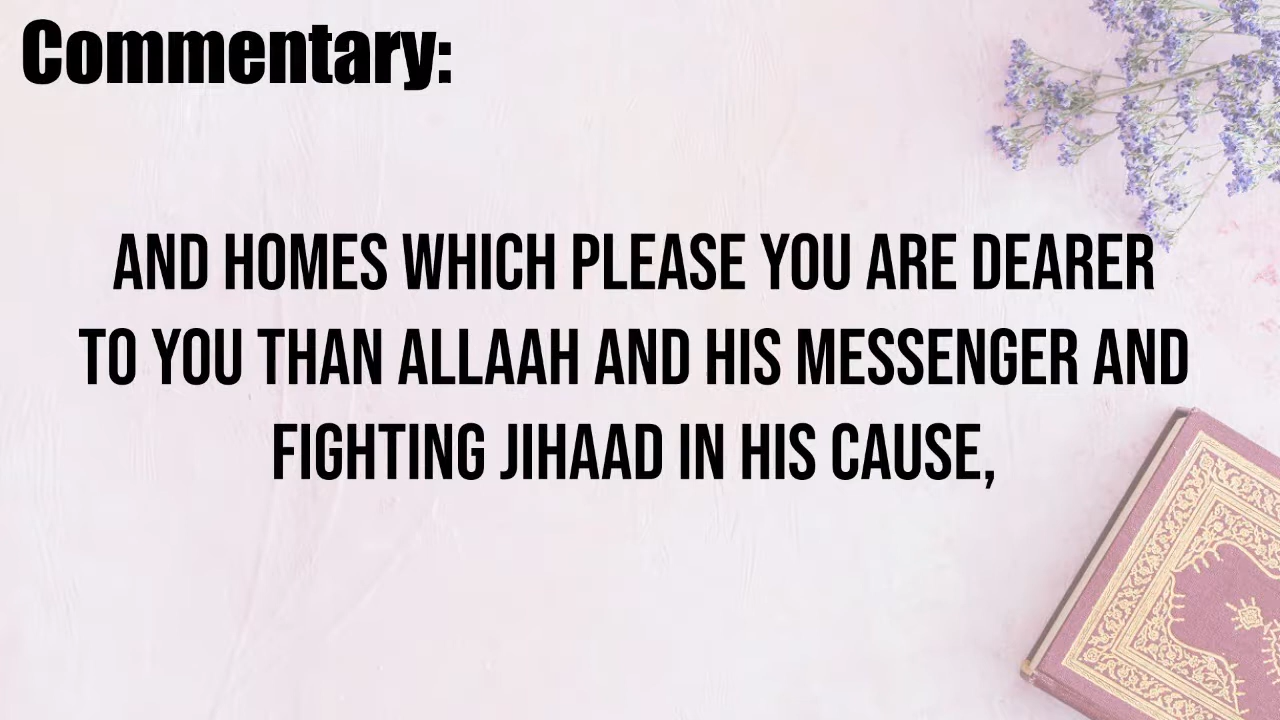 Commentary:
AND HOMES WHICH PLEASE YOU ARE DEARER
TO YOU THAN ALLAAH AND HIS MESSENGER AND
FIGHTING JIHAAD IN HIS CAUSE,